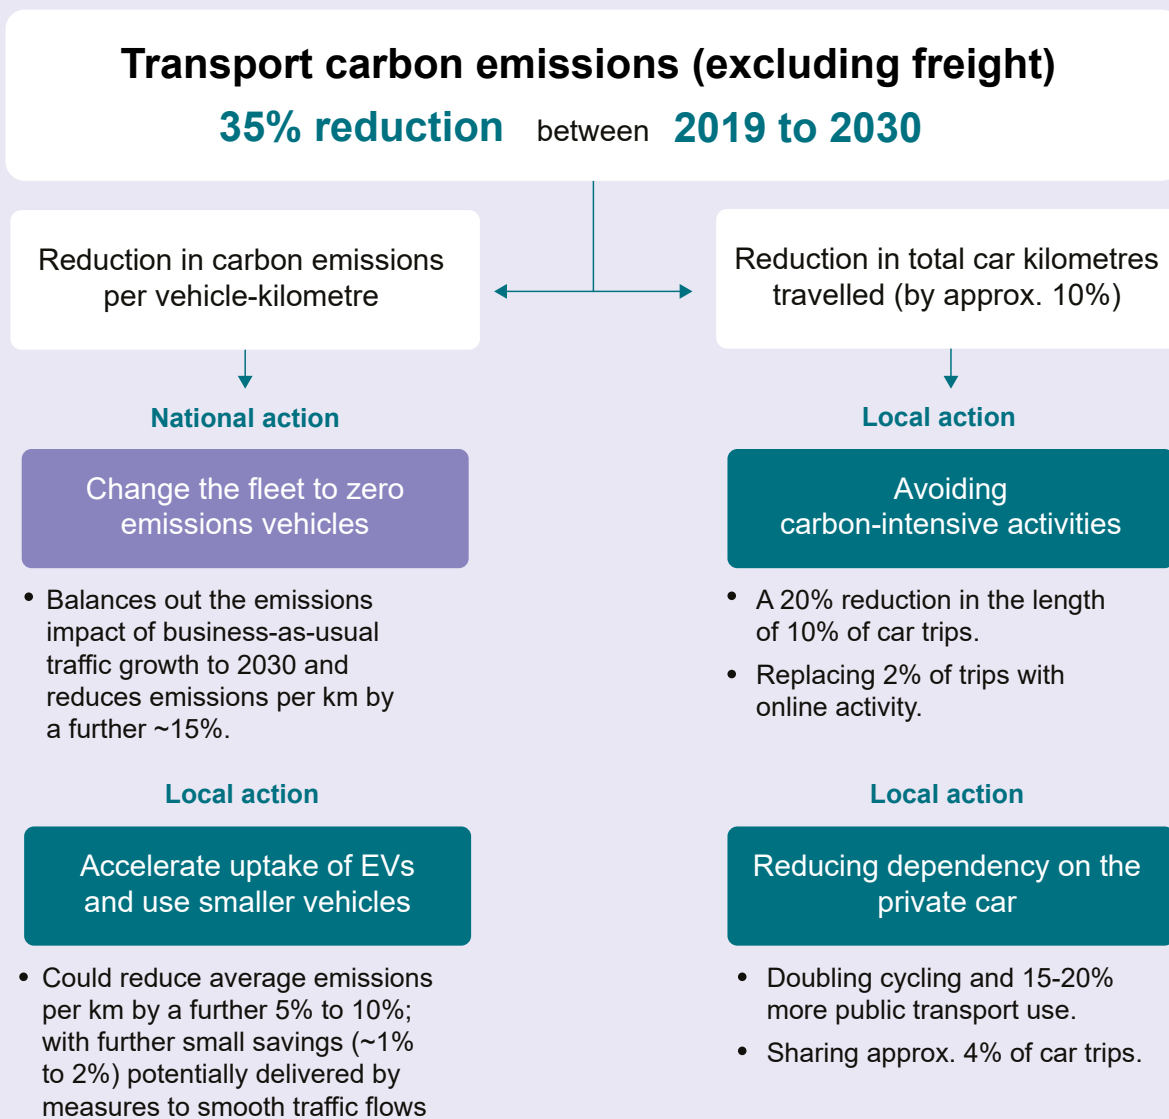 Transport carbon emissions (excluding freight)
35% reduction between 2019 to 2030
Reduction in carbon emissions
per vehicle-kilometre
National action
Change the fleet to zero
emissions vehicles
• Balances out the emissions
impact of business-as-usual
traffic growth to 2030 and
reduces emissions per km by
a further ~15%.
Local action
Accelerate uptake of EVs
and use smaller vehicles
• Could reduce average emissions
per km by a further 5% to 10%;
with further small savings (~1%
to 2%) potentially delivered by
measures to smooth traffic flows
Reduction in total car kilometres
travelled (by approx. 10%)
Local action
Avoiding
carbon-intensive activities
• A 20% reduction in the length
of 10% of car trips.
• Replacing 2% of trips with
online activity.
Local action
Reducing dependency on the
private car
• Doubling cycling and 15-20%
more public transport use.
• Sharing approx. 4% of car trips.